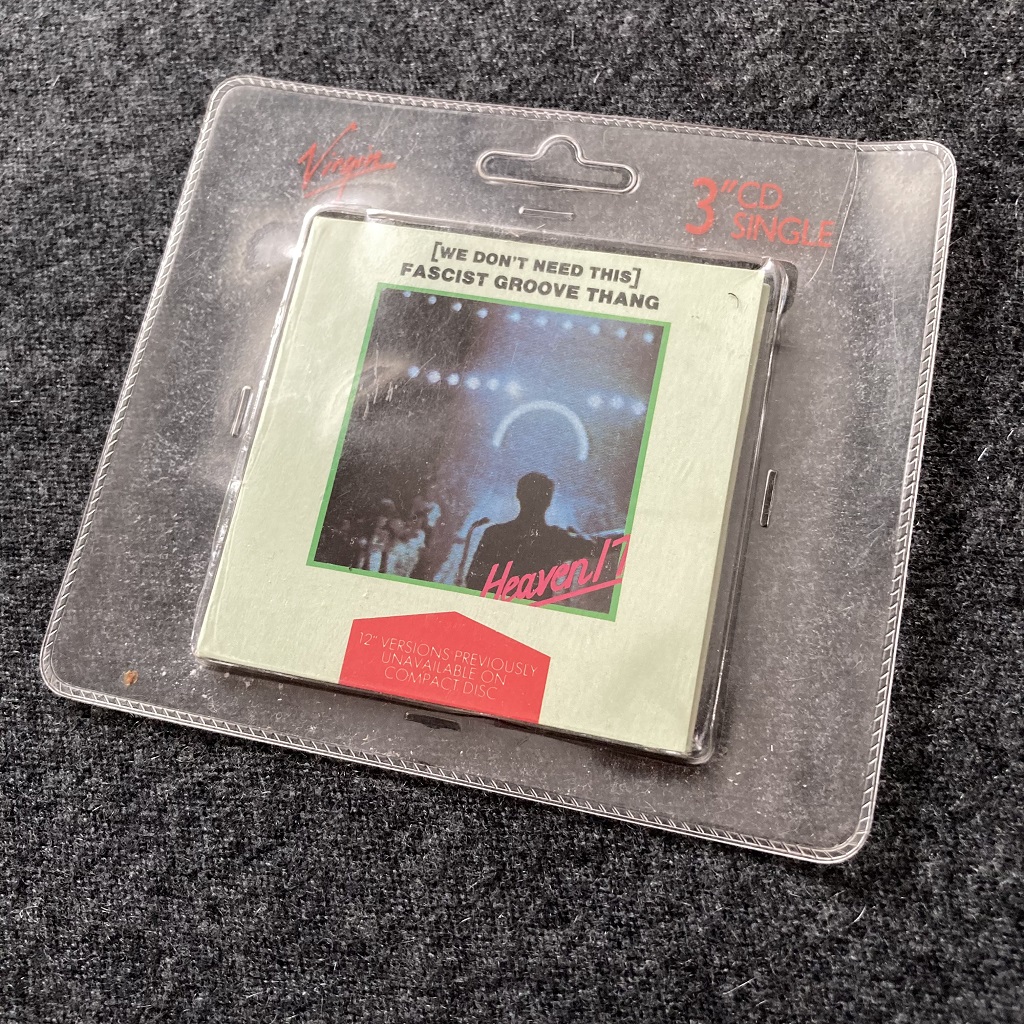 Virgin
3" CD
SINGLE
[WE DON'T NEED THIS]
FASCIST GROOVE THANG
Heaven 17
12" VERSIONS PREVIOUSLY
UNAVAILABLE ON
COMPACT DISC